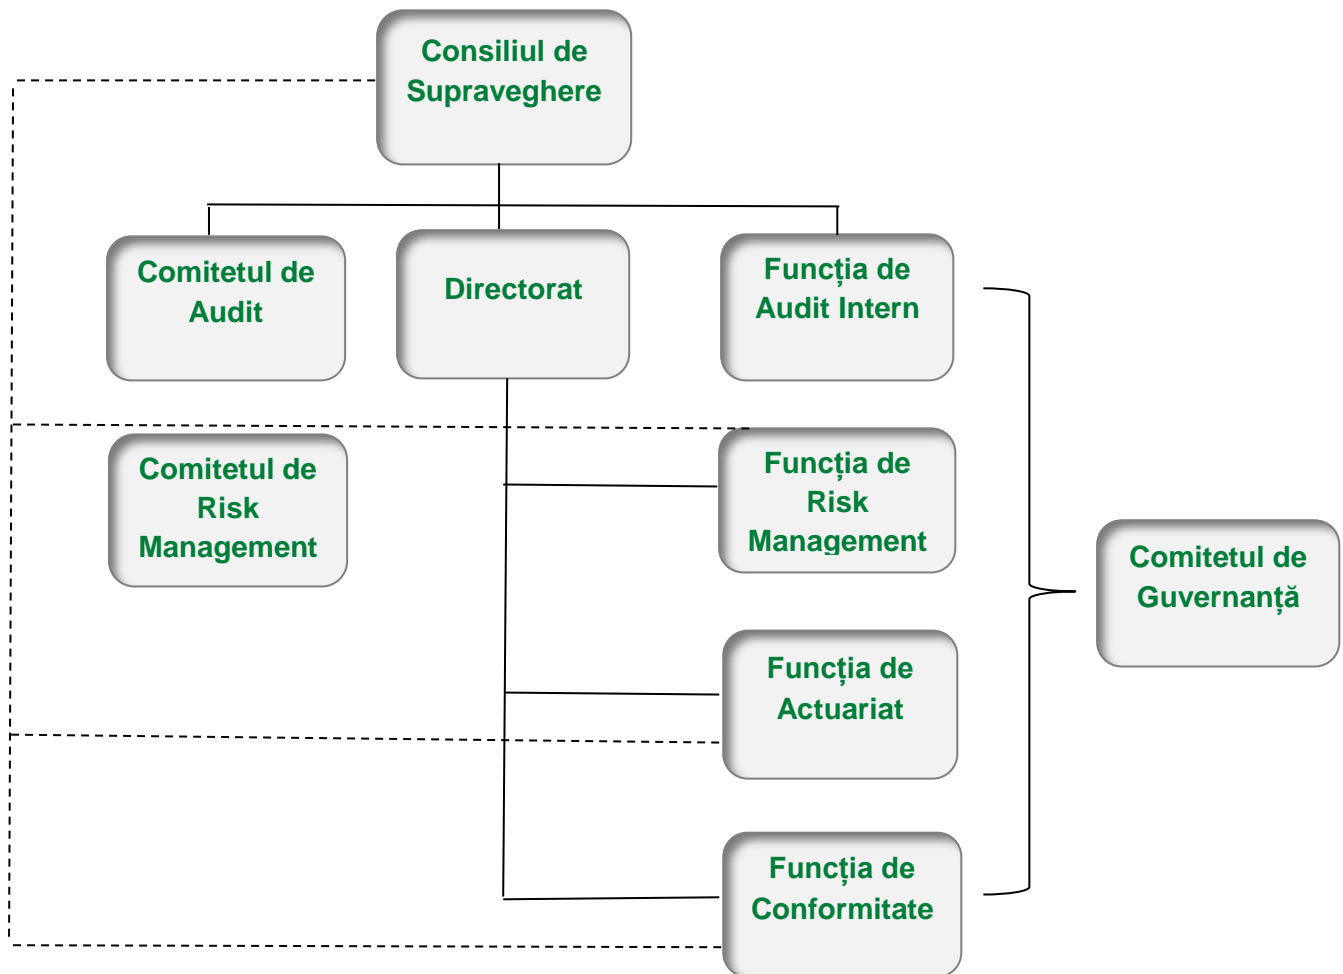 Consiliul de
Supraveghere
Comitetul de
Audit
Directorat
Funcția de
Audit Intern
Comitetul de
Risk
Management
Funcția de
Risk
Management
Comitetul de
Guvernanță
Funcția de
Actuariat
Funcția de
Conformitate